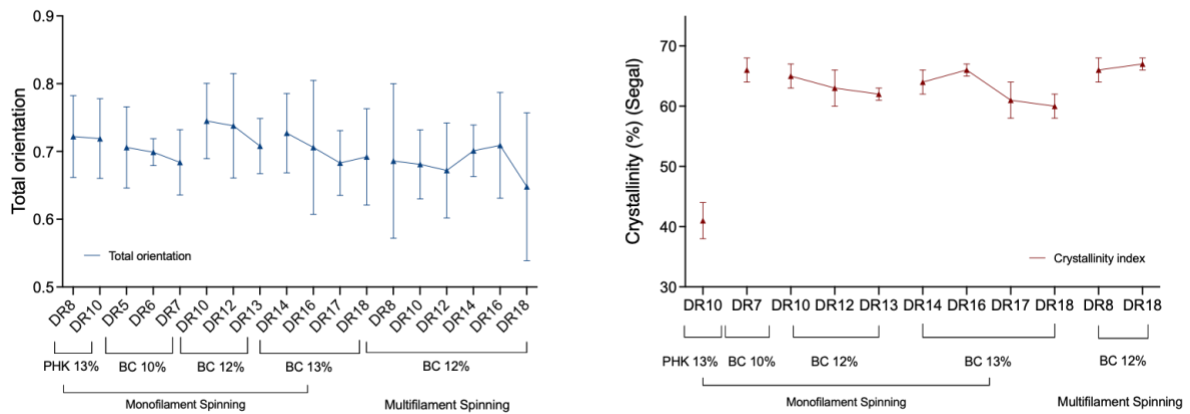 Total orientation
0.9
0.8
0.7
0.6
0.5
Total orientation
DR8 DR10 DR5 DR6 DR7 DR10 DR12 DR13 DR14 DR16 DR17 DR18 DR8 DR10 DR12 DR14 DR16 DR18
PHK 13% BC 10% BC 12% BC 13% BC 12%
Monofilament Spinning Multifilament Spinning
Crystallinity (%) (Segal)
70
60
50
40
30
Crystallinity index
DR10 DR7 DR10 DR12 DR13 DR14 DR16 DR17 DR18 DR8 DR18
PHK 13% BC 10% BC 12% BC 13% BC 12%
Monofilament Spinning Multifilament Spinning